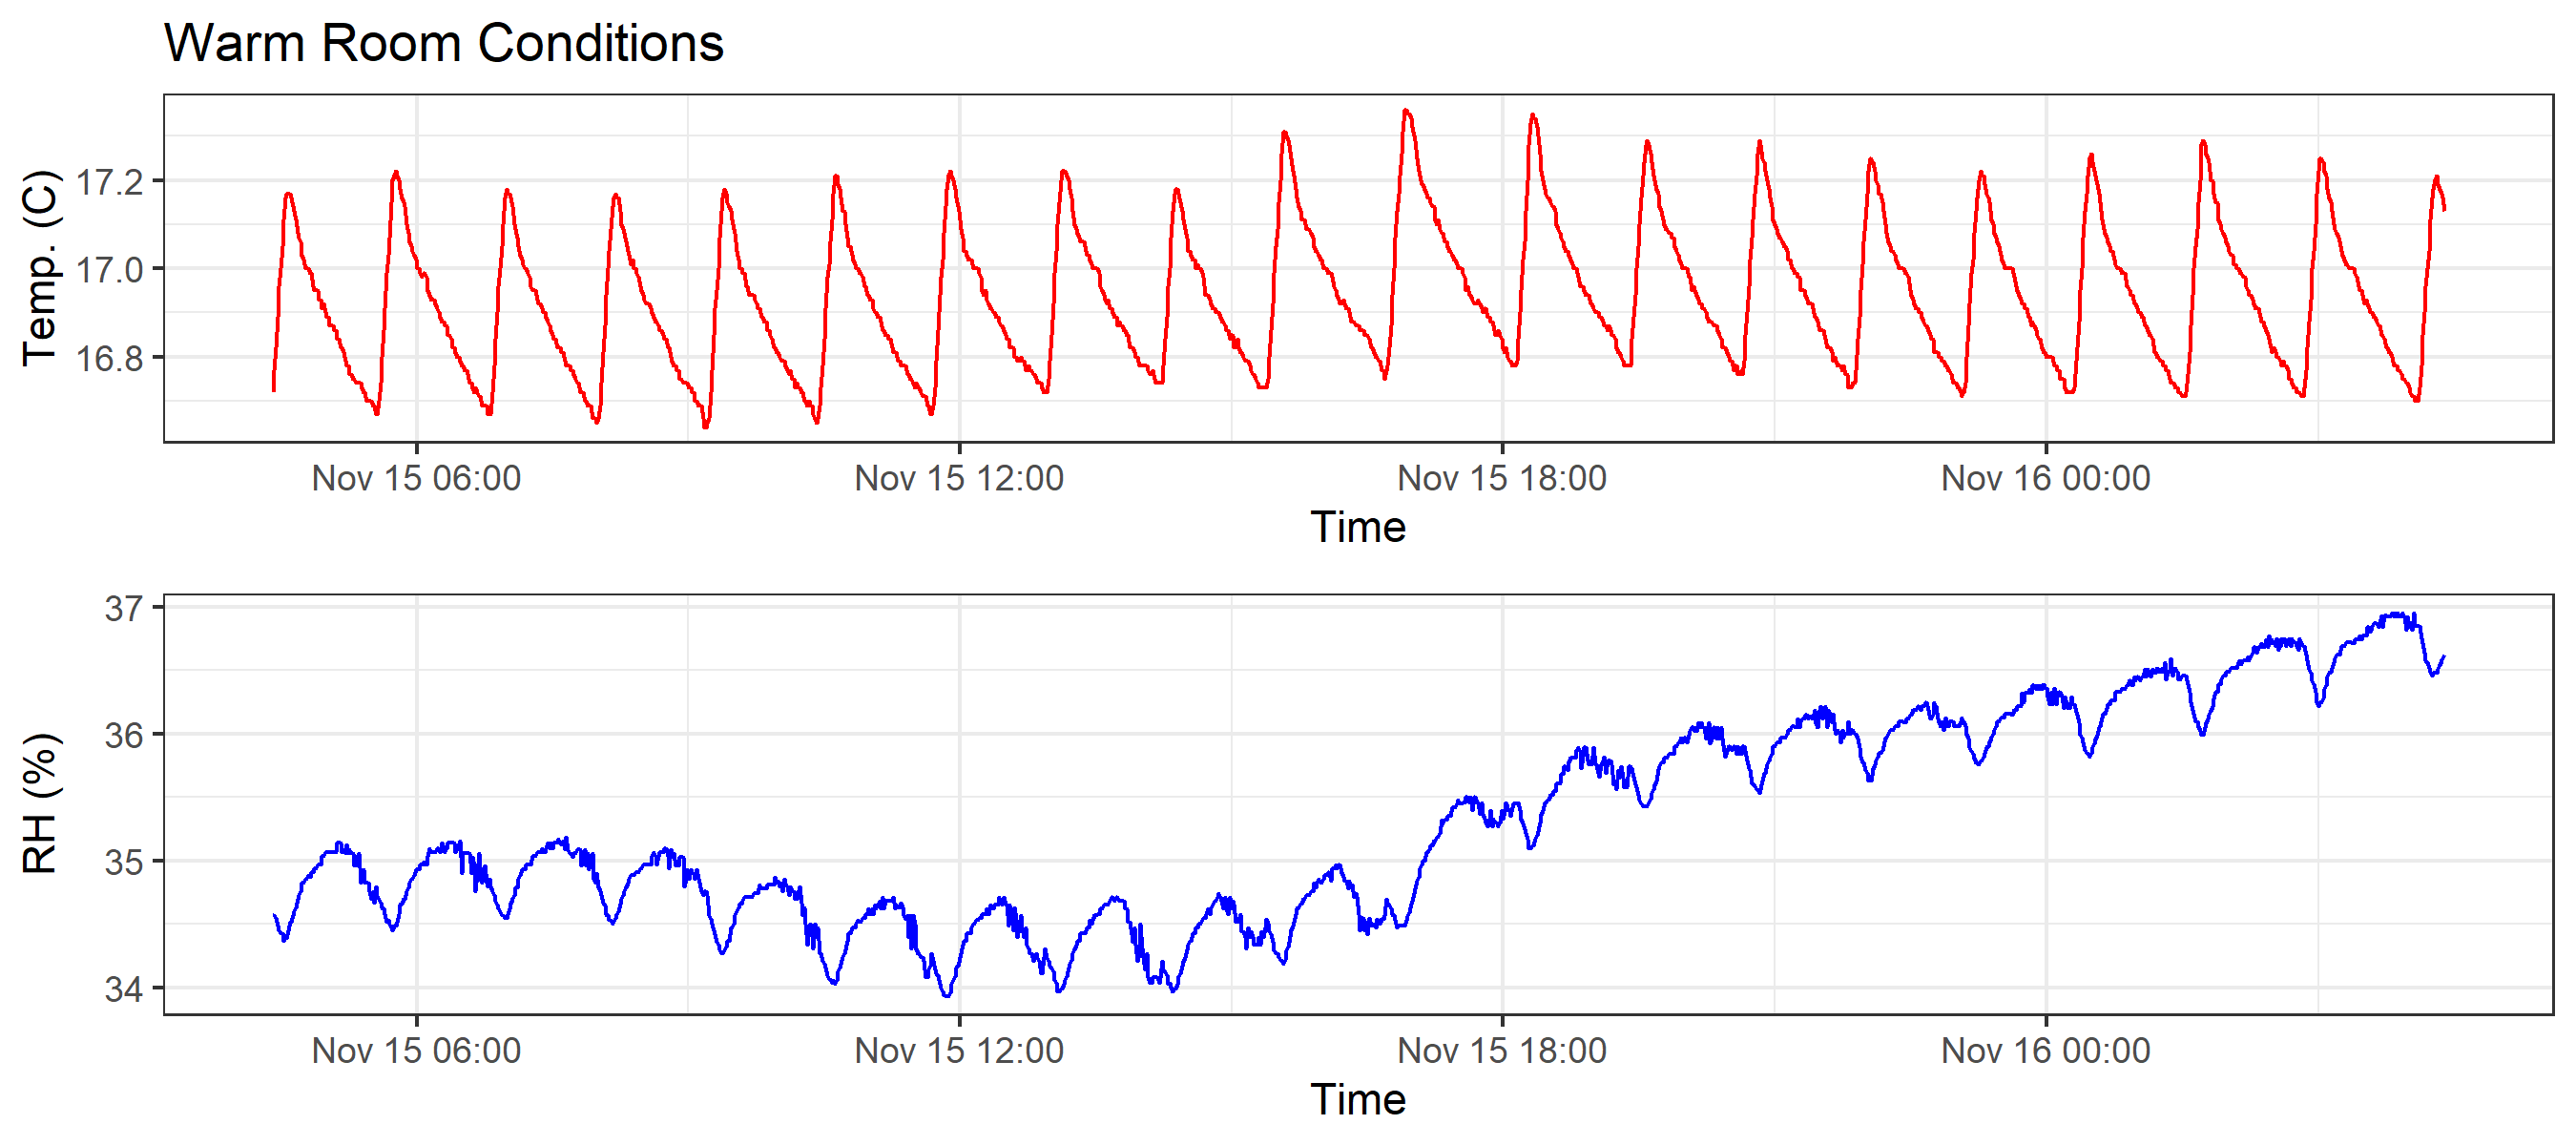 Warm Room Conditions
Temp. (C)
17.2
17.0
16.8
Nov 15 06:00 Nov 15 12:00 Nov 15 18:00 Nov 16 00:00
Time
RH (%)
37
36
35
34
Nov 15 06:00 Nov 15 12:00 Nov 15 18:00 Nov 16 00:00
Time